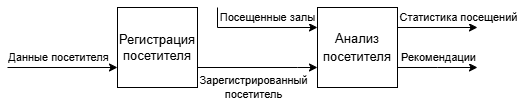 Данные посетителя
Регистрация
посетителя
Посещенные залы
Зарегистрированный
посетитель
Анализ
посетителя
Статистика посещений
Рекомендации